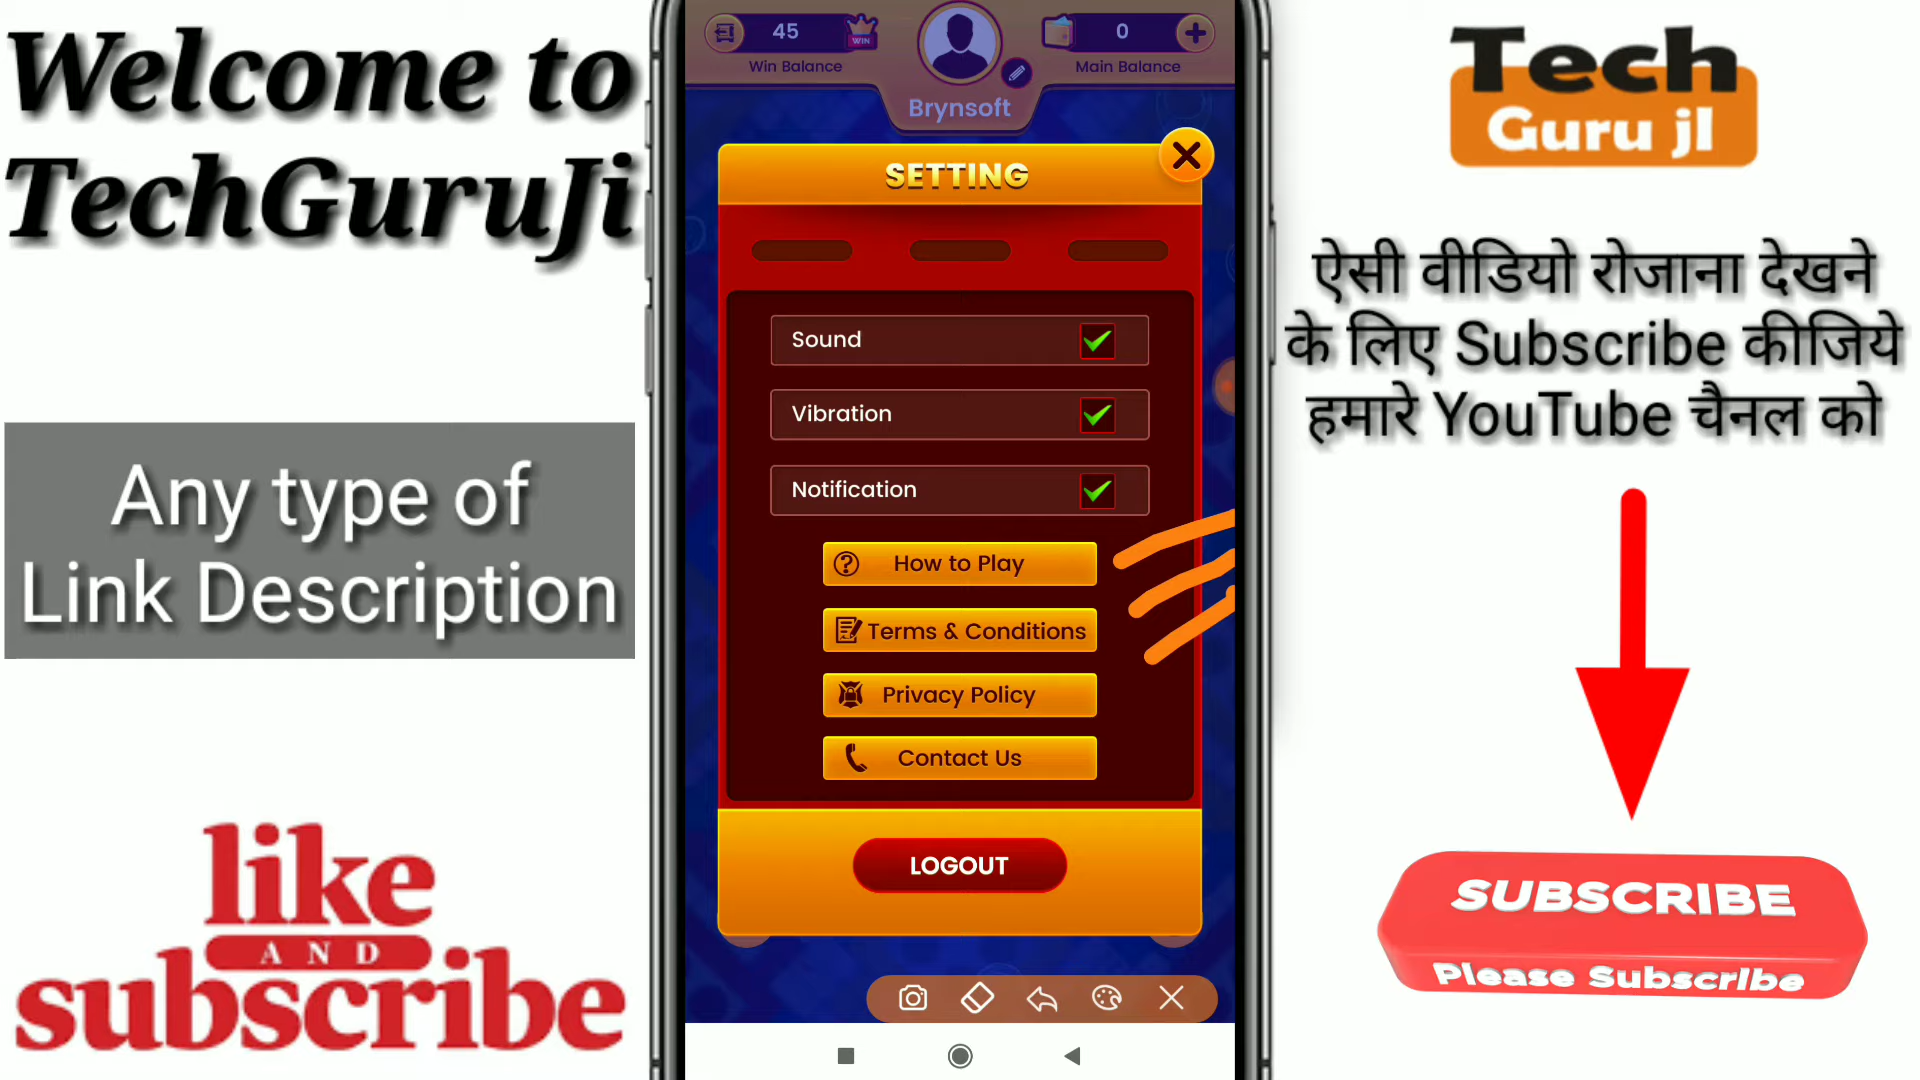 Welcome to
TechGuruJi
Any type of
Link Description
like
AND
subscribe
45
WIN
Win Balance
0
Main Balance
Brynsoft
SETTING
Sound
Vibration
Notification
How to Play
Terms & Conditions
Privacy Policy
Contact Us
LOGOUT
Tech
Guru jI
ऐसी वीडियो रोजाना देखने
के लिए Subscribe कीजिये
हमारे YouTube चैनल को
SUBSCRIBE
Please Subscribe